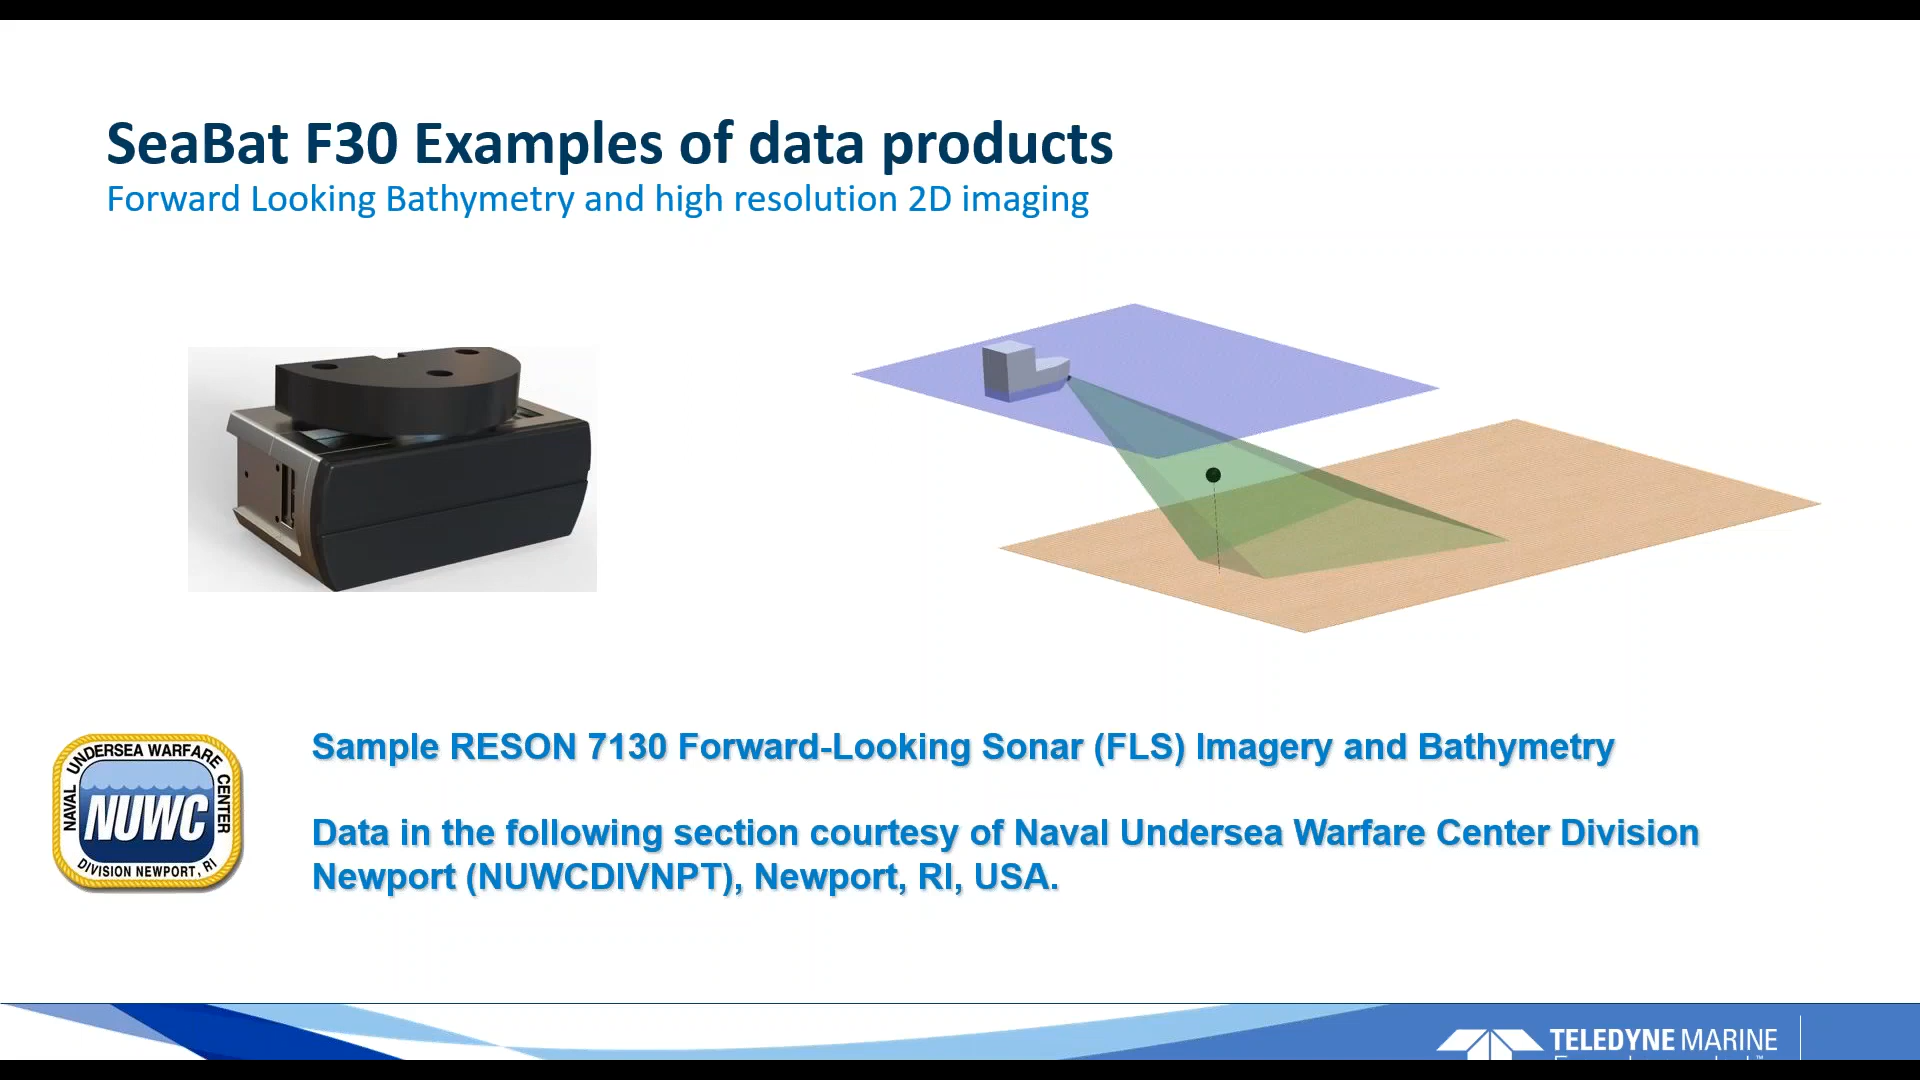 SeaBat F30 Examples of data products
Forward Looking Bathymetry and high resolution 2D imaging
NAVAL UNDERSEA WARFARE CENTER
NUWC
DIVISION NEWPORT, RI
Sample RESON 7130 Forward-Looking Sonar (FLS) Imagery and Bathymetry
Data in the following section courtesy of Naval Undersea Warfare Center Division
Newport (NUWCDIVNPT), Newport, RI, USA.
TELEDYNE MARINE